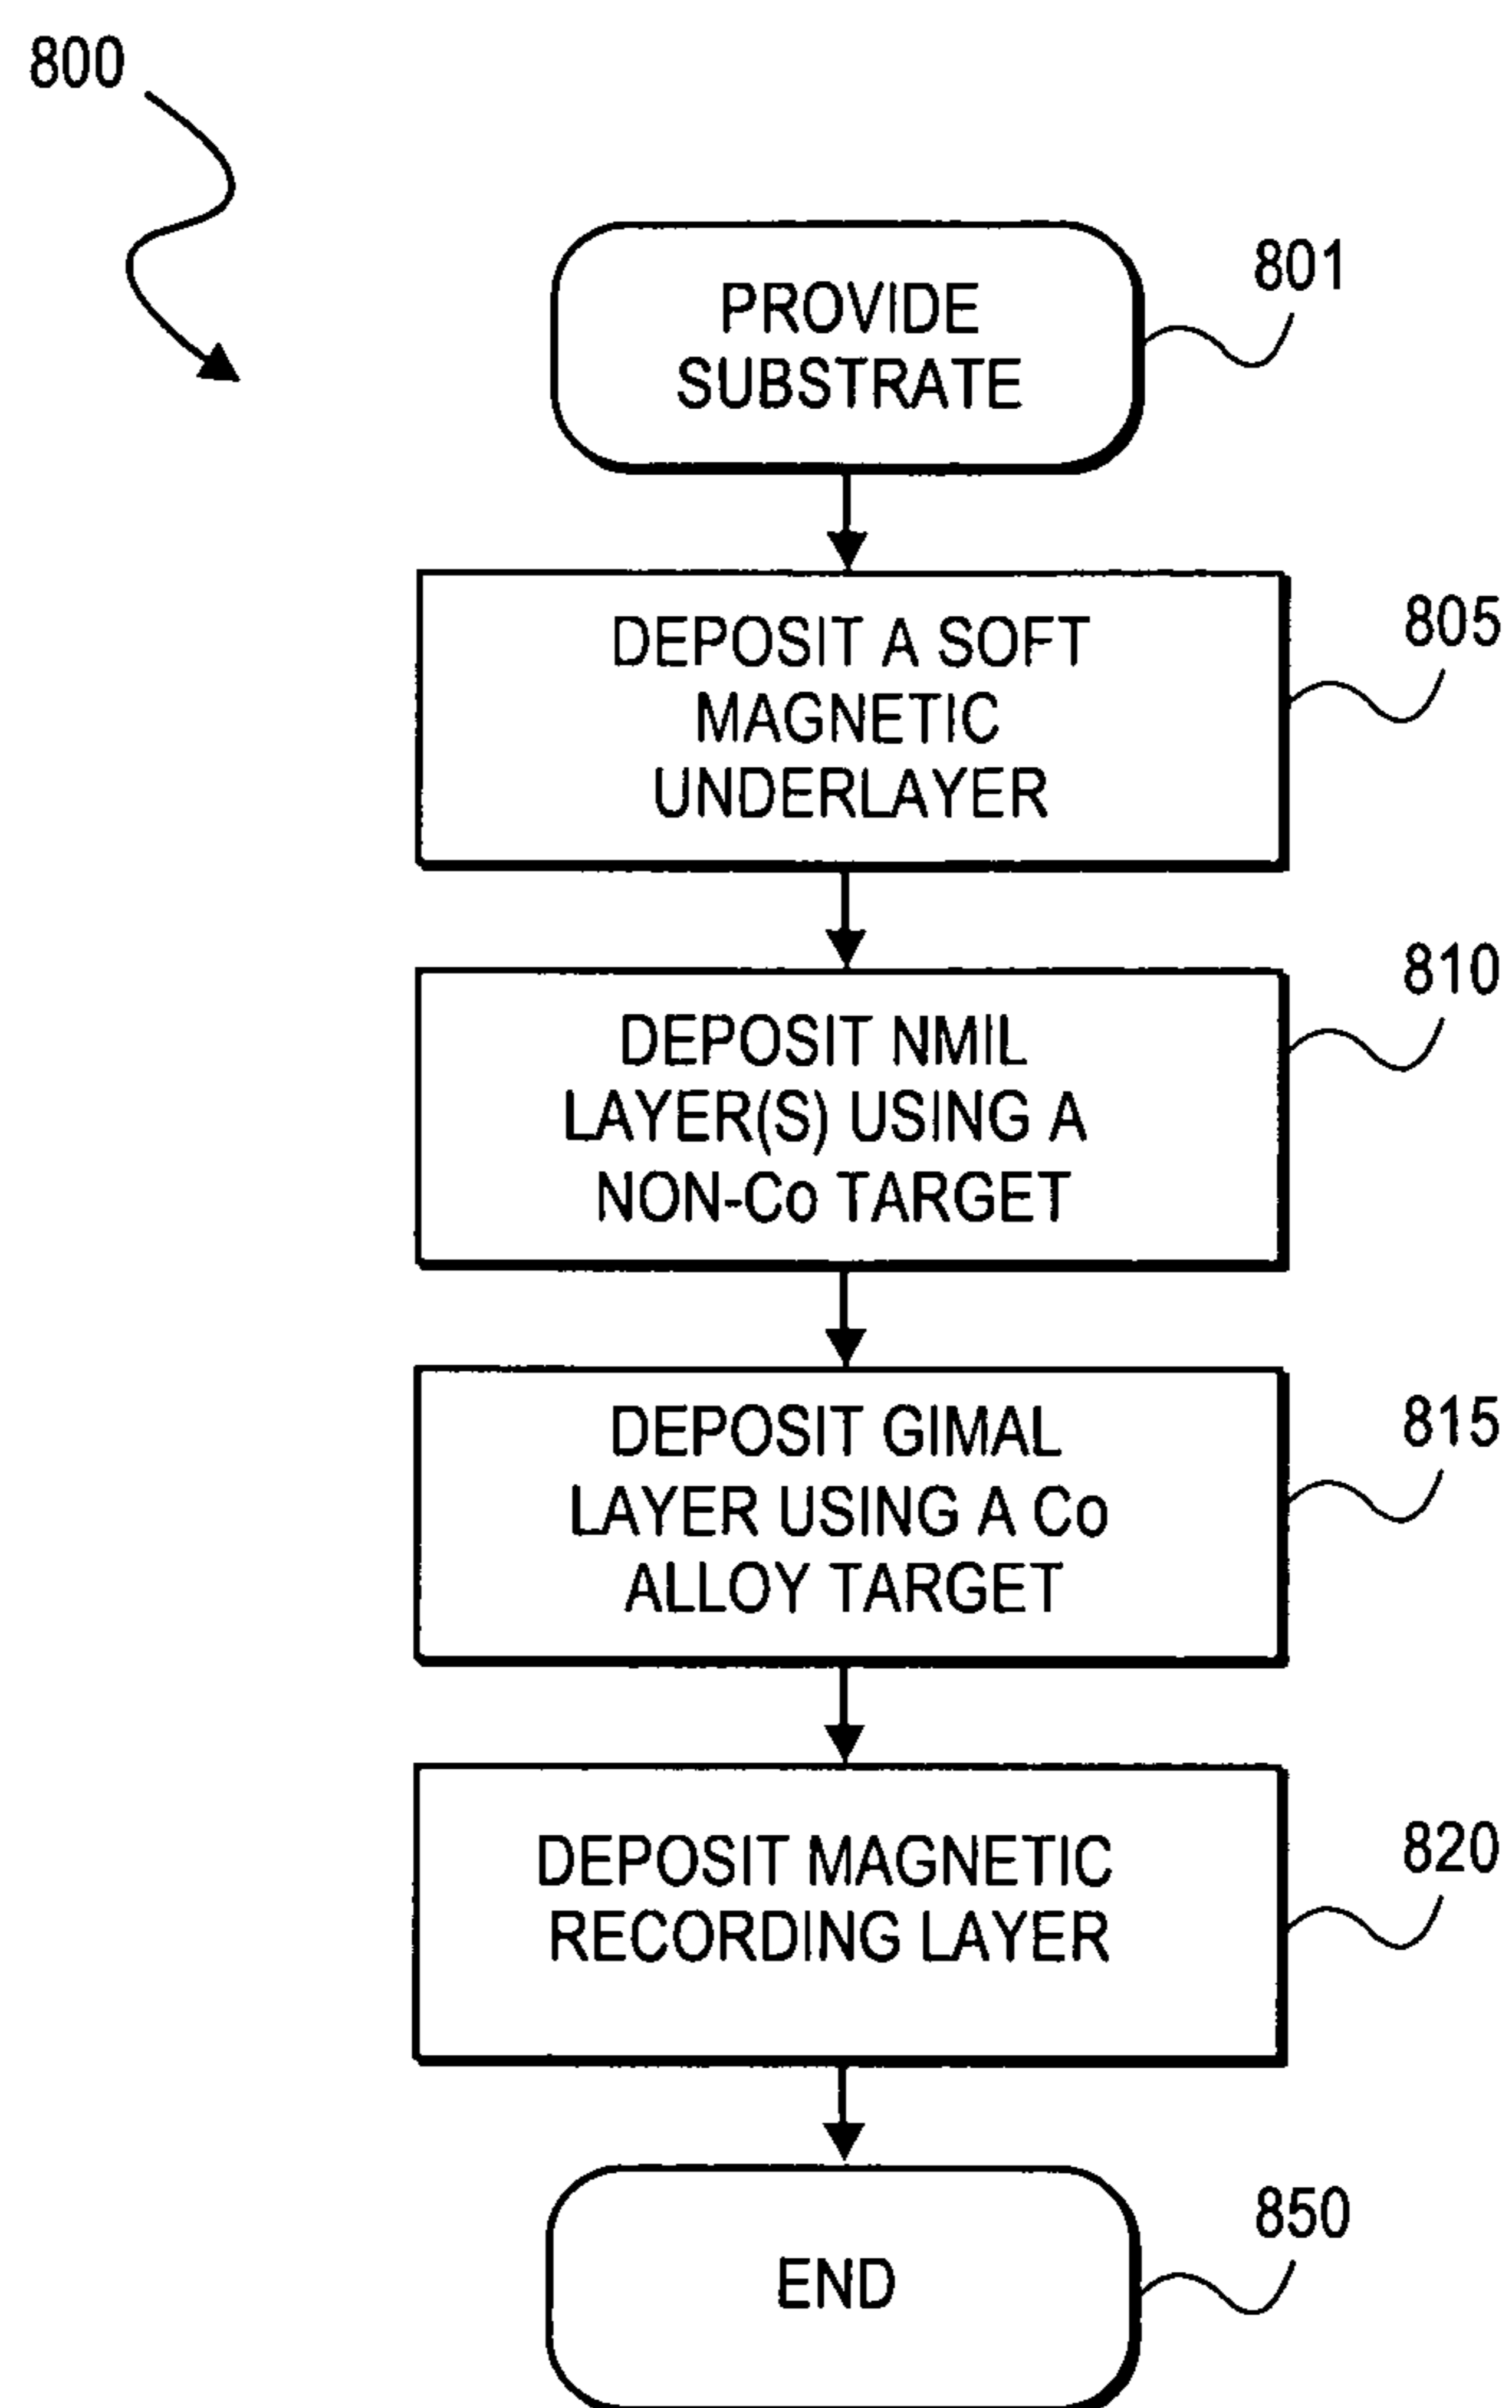 800
PROVIDE
SUBSTRATE
801
DEPOSIT A SOFT
MAGNETIC
UNDERLAYER
805
DEPOSIT NMIL
LAYER(S) USING A
NON-Co TARGET
810
DEPOSIT GIMAL
LAYER USING A Co
ALLOY TARGET
815
DEPOSIT MAGNETIC
RECORDING LAYER
820
END
850